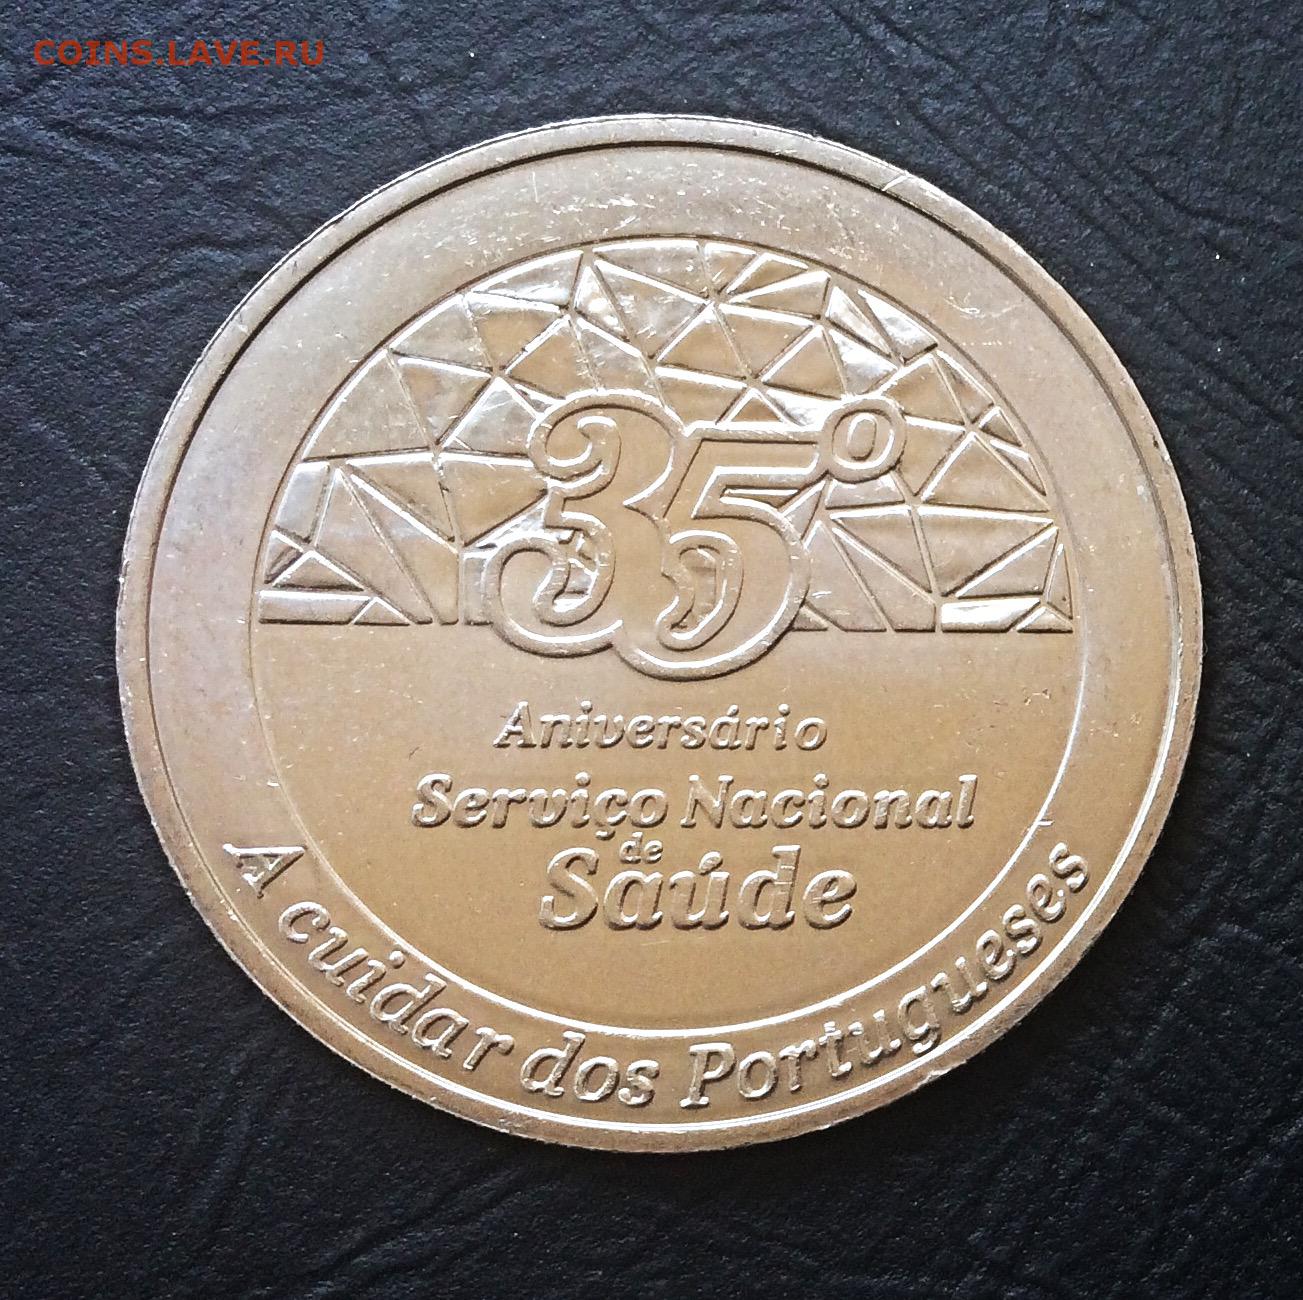 COINS.LAVE.RU
35º
Aniversário
Serviço Nacional
de
Saúde
A cuidar dos Portugueses